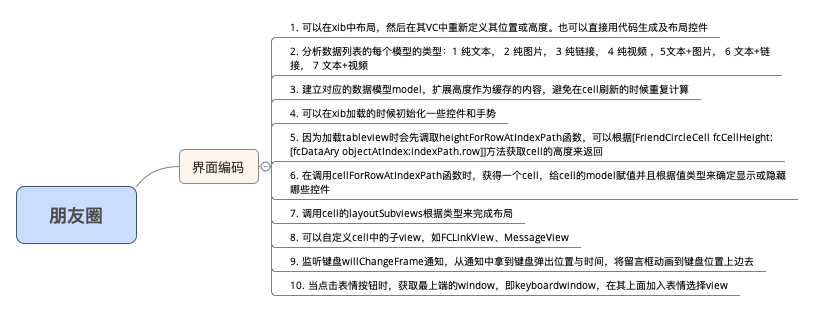 1. 可以在xib中布局，然后在其VC中重新定义其位置或高度。也可以直接用代码生成及布局控件
2. 分析数据列表的每个模型的类型：1 纯文本， 2 纯图片， 3 纯链接， 4 纯视频 ，5文本+图片， 6 文本+链
接， 7 文本+视频
3. 建立对应的数据模型model，扩展高度作为缓存的内容，避免在cell刷新的时候重复计算
4. 可以在xib加载的时候初始化一些控件和手势
5. 因为加载tableview时会先调取heightForRowAtIndexPath函数，可以根据[FriendCircleCell fcCellHeight:
[fcDataAry objectAtIndex:indexPath.row]]方法获取cell的高度来返回
界面编码
6. 在调用cellForRowAtIndexPath函数时，获得一个cell，给cell的model赋值并且根据值类型来确定显示或隐藏
哪些控件
朋友圈
7. 调用cell的layoutSubviews根据类型来完成布局
8. 可以自定义cell中的子view，如FCLinkView、MessageView
9. 监听键盘willChangeFrame通知，从通知中拿到键盘弹出位置与时间，将留言框动画到键盘位置上边去
10. 当点击表情按钮时，获取最上端的window，即keyboardwindow，在其上面加入表情选择view